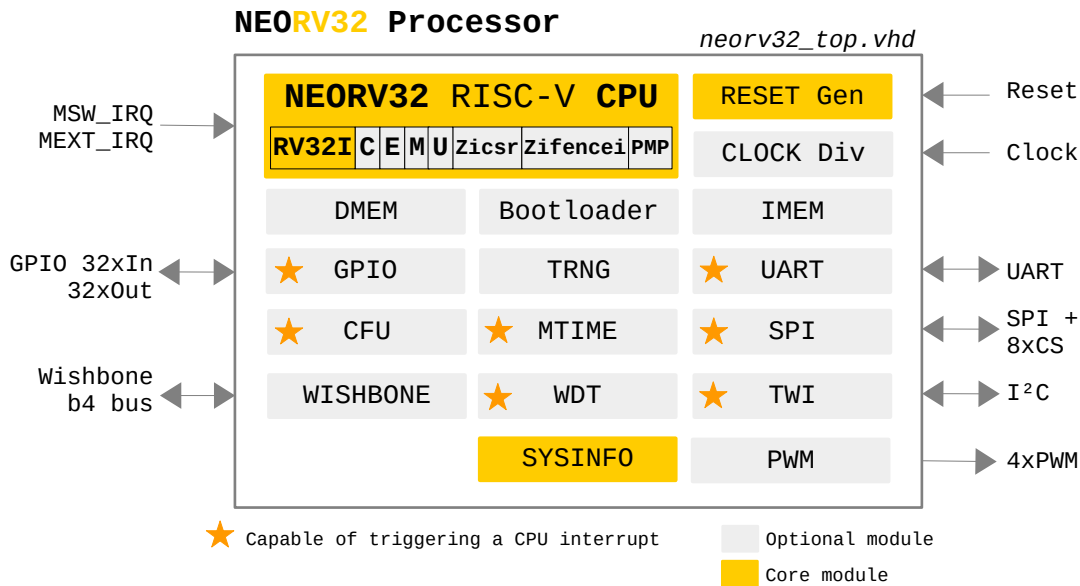 NEORV32 Processor
neorv32_top.vhd
NEORV32 RISC-V CPU
RV32I C E M U Zicsr Zifencei PMP
RESET Gen
CLOCK Div
MSW_IRQ
MEXT_IRQ
Reset
Clock
DMEM
Bootloader
IMEM
GPIO 32xIn
32xOut
GPIO
TRNG
UART
UART
CFU
MTIME
SPI
SPI +
8xCS
Wishbone
b4 bus
WISHBONE
WDT
TWI
I²C
SYSINFO
PWM
4xPWM
Capable of triggering a CPU interrupt
Optional module
Core module